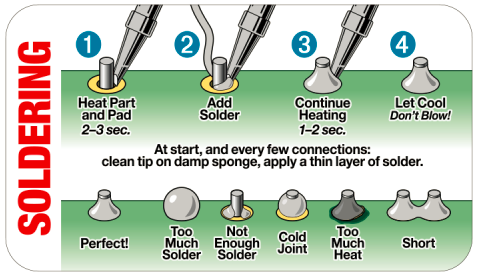 SOLDERING
1
Heat Part
and Pad
2–3 sec.
2
Add
Solder
3
Continue
Heating
1–2 sec.
4
Let Cool
Don't Blow!
At start, and every few connections:
clean tip on damp sponge, apply a thin layer of solder.
Perfect!
Too
Much
Solder
Not
Enough
Solder
Cold
Joint
Too
Much
Heat
Short